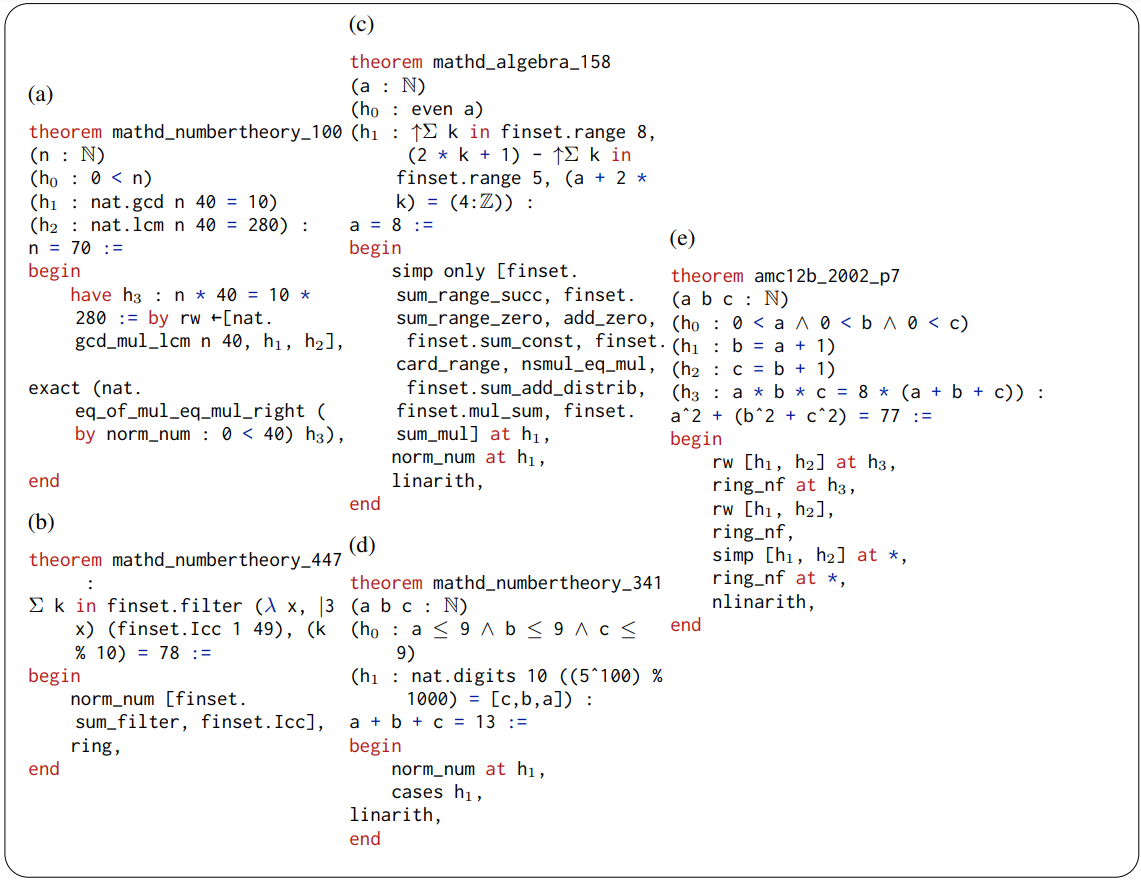 (a)
theorem mathd_numbertheory_100
(n : ℕ)
(h₀ : 0 < n)
(h₁ : nat.gcd n 40 = 10)
(h₂ : nat.lcm n 40 = 280) :
n = 70 :=
begin
have h₃ : n * 40 = 10 *
280 := by rw ←[nat.
gcd_mul_lcm n 40, h₁, h₂],
exact (nat.
eq_of_mul_eq_mul_right (
by norm_num : 0 < 40) h₃),
end
(b)
theorem mathd_numbertheory_447
:
Σ k in finset.filter (λ x, |3
x) (finset.Icc 1 49), (k
% 10) = 78 :=
begin
norm_num [finset.
sum_filter, finset.Icc],
ring,
end
(c)
theorem mathd_algebra_158
(a : ℕ)
(h₀ : even a)
(h₁ : ↑Σ k in finset.range 8,
(2 * k + 1) - ↑Σ k in
finset.range 5, (a + 2 *
k) = (4:ℤ)) :
a = 8 :=
begin
simp only [finset.
sum_range_succ, finset.
sum_range_zero, add_zero,
finset.sum_const, finset.
card_range, nsmul_eq_mul,
finset.sum_add_distrib,
finset.mul_sum, finset.
sum_mul] at h₁,
norm_num at h₁,
linarith,
end
(d)
theorem mathd_numbertheory_341
(a b c : ℕ)
(h₀ : a ≤ 9 ∧ b ≤ 9 ∧ c ≤
9)
(h₁ : nat.digits 10 ((5^100) %
1000) = [c,b,a]) :
a + b + c = 13 :=
begin
norm_num at h₁,
cases h₁,
linarith,
end
(e)
theorem amc12b_2002_p7
(a b c : ℕ)
(h₀ : 0 < a ∧ 0 < b ∧ 0 < c)
(h₁ : b = a + 1)
(h₂ : c = b + 1)
(h₃ : a * b * c = 8 * (a + b + c)) :
a^2 + (b^2 + c^2) = 77 :=
begin
rw [h₁, h₂] at h₃,
ring_nf at h₃,
rw [h₁, h₂],
ring_nf,
simp [h₁, h₂] at *,
ring_nf at *,
nlinarith,
end